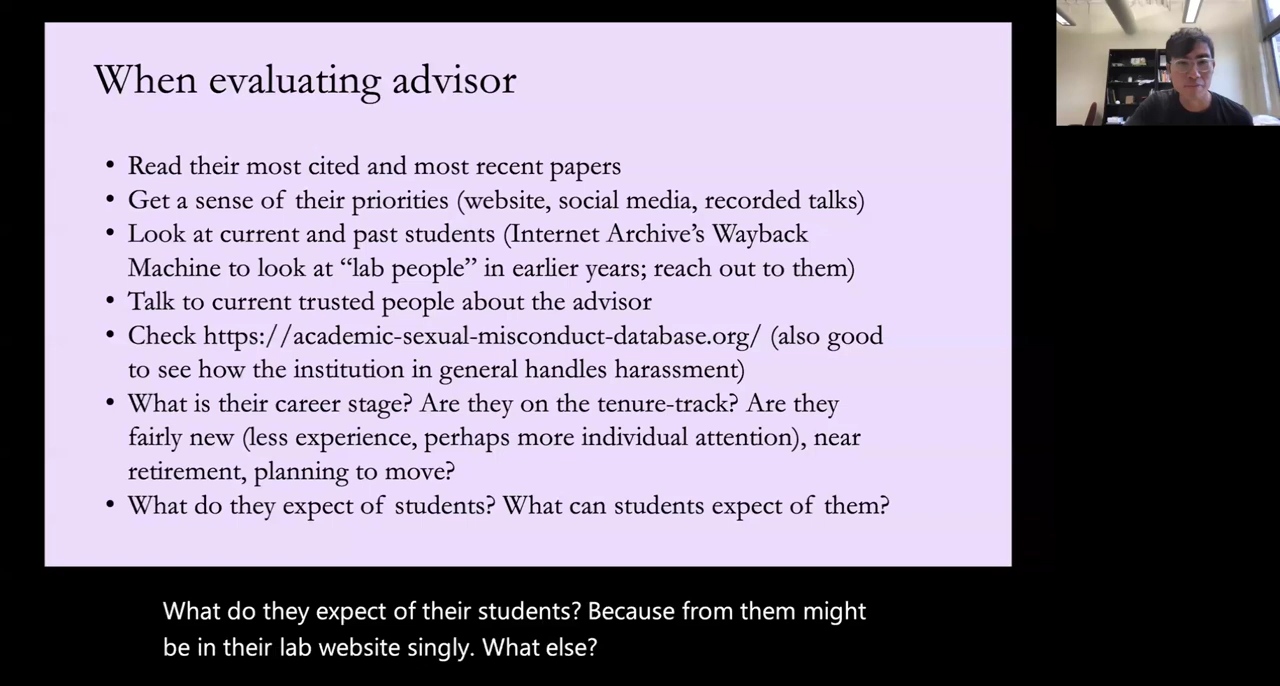 When evaluating advisor
• Read their most cited and most recent papers
• Get a sense of their priorities (website, social media, recorded talks)
• Look at current and past students (Internet Archive’s Wayback
Machine to look at “lab people” in earlier years; reach out to them)
• Talk to current trusted people about the advisor
• Check https://academic-sexual-misconduct-database.org/ (also good
to see how the institution in general handles harassment)
• What is their career stage? Are they on the tenure-track? Are they
fairly new (less experience, perhaps more individual attention), near
retirement, planning to move?
• What do they expect of students? What can students expect of them?
What do they expect of their students? Because from them might
be in their lab website singly. What else?